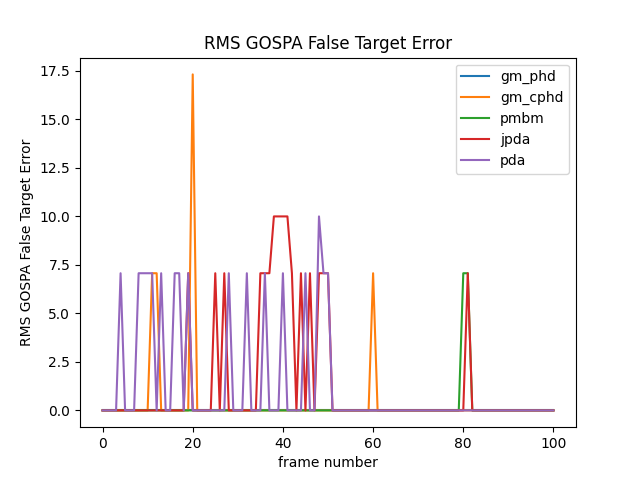 RMS GOSPA False Target Error
RMS GOSPA False Target Error
17.5
15.0
12.5
10.0
7.5
5.0
2.5
0.0
gm_phd
gm_cphd
pmbm
jpda
pda
0 20 40 60 80 100
frame number